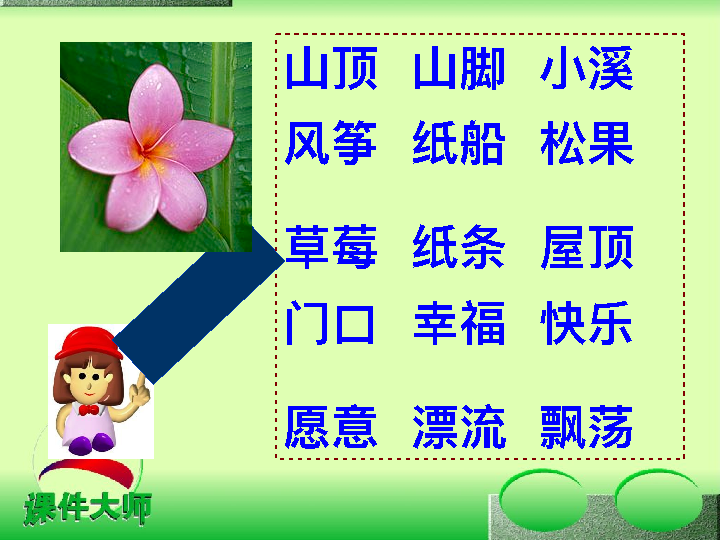 山顶 山脚 小溪
风筝 纸船 松果
草莓 纸条 屋顶
门口 幸福 快乐
愿意 漂流 飘荡
课件大师